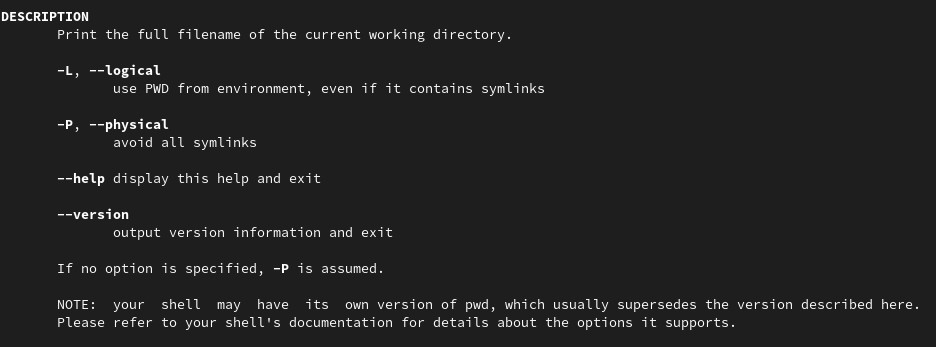 DESCRIPTION
Print the full filename of the current working directory.
-L, --logical
use PWD from environment, even if it contains symlinks
-P, --physical
avoid all symlinks
--help display this help and exit
--version
output version information and exit
If no option is specified, -P is assumed.
NOTE:  your  shell  may  have  its  own version of pwd, which usually supersedes the version described here.
Please refer to your shell's documentation for details about the options it supports.